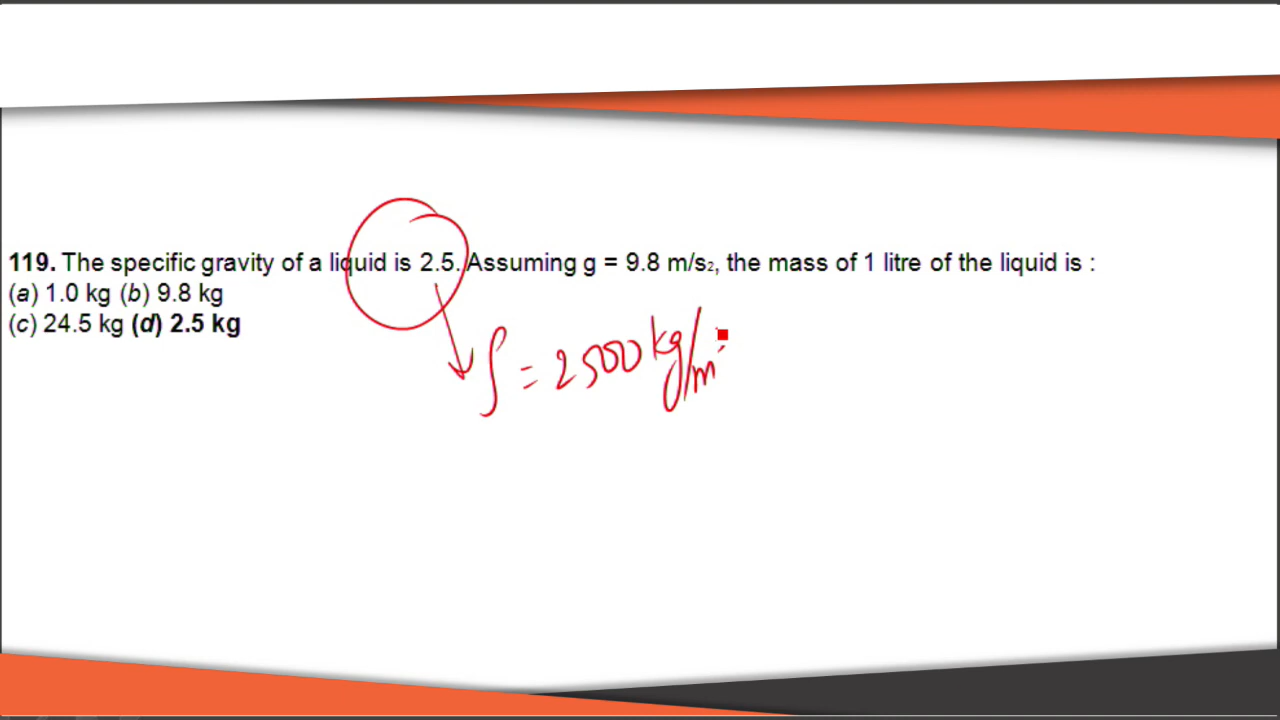 119. The specific gravity of a liquid is 2.5. Assuming g = 9.8 m/s2, the mass of 1 litre of the liquid is :
(a) 1.0 kg (b) 9.8 kg
(c) 24.5 kg (d) 2.5 kg
ρ = 2500 kg/m